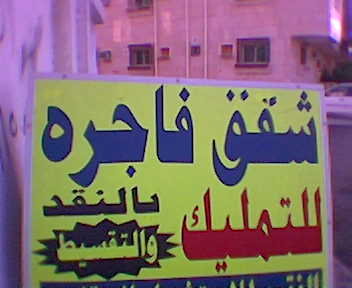 شقق فاجره
للتمليك
بالنقد
والتقسيط